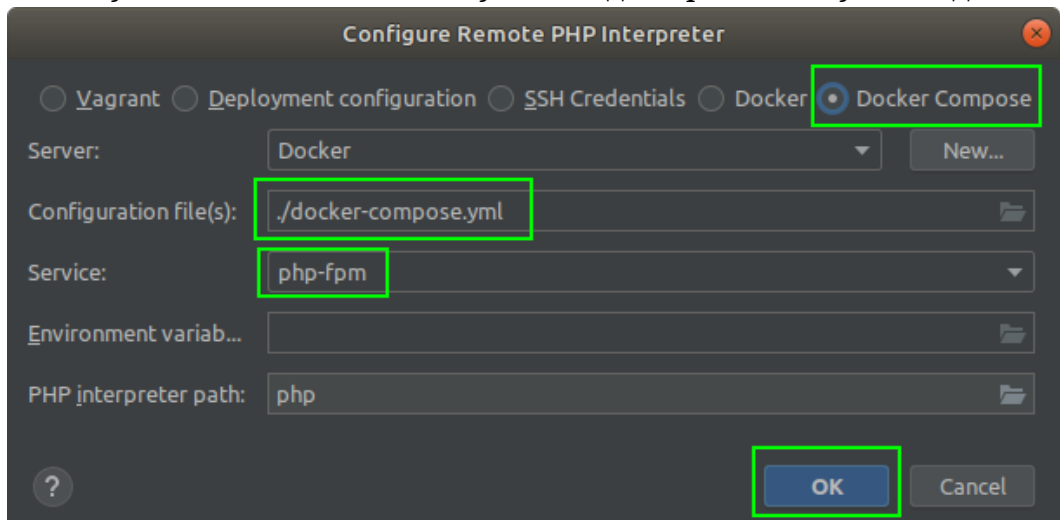 Configure Remote PHP Interpreter
Vagrant Deployment configuration SSH Credentials Docker Docker Compose
Server: Docker New...
Configuration file(s): ./docker-compose.yml
Service: php-fpm
Environment variab...
PHP interpreter path: php
? OK Cancel